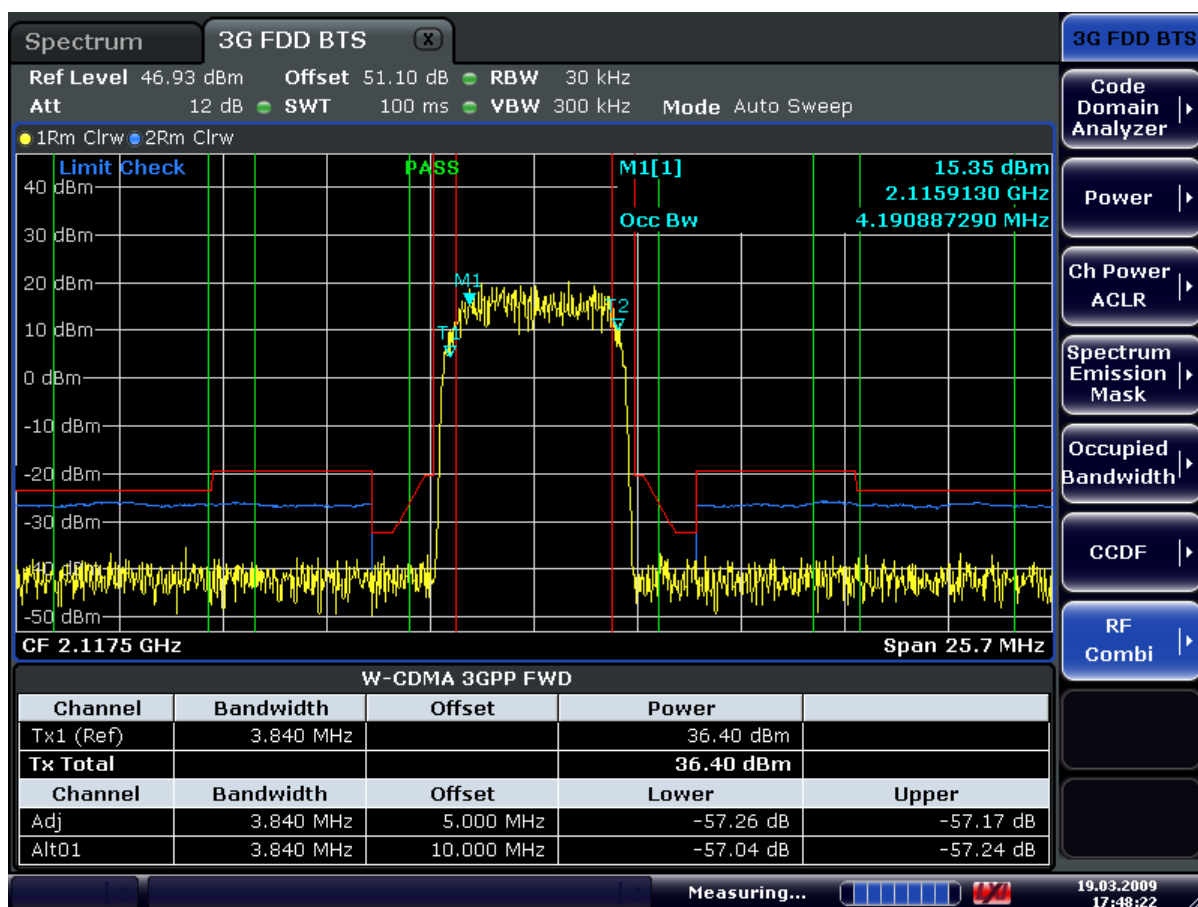 Spectrum 3G FDD BTS X
3G FDD BTS
Ref Level 46.93 dBm Offset 51.10 dB RBW 30 kHz
Att 12 dB SWT 100 ms VBW 300 kHz Mode Auto Sweep
1Rm Clrw 2Rm Clrw
Limit Check PASS M1[1] 15.35 dBm
2.1159130 GHz
Occ Bw 4.190887290 MHz
40 dBm
30 dBm
20 dBm
10 dBm
0 dBm
-10 dBm
-20 dBm
-30 dBm
-40 dBm
-50 dBm
M1
T1
T2
CF 2.1175 GHz Span 25.7 MHz
W-CDMA 3GPP FWD
Channel Bandwidth Offset Power
Tx1 (Ref) 3.840 MHz 36.40 dBm
Tx Total 36.40 dBm
Channel Bandwidth Offset Lower Upper
Adj 3.840 MHz 5.000 MHz -57.26 dB -57.17 dB
Alt01 3.840 MHz 10.000 MHz -57.04 dB -57.24 dB
Code
Domain
Analyzer
Power
Ch Power
ACLR
Spectrum
Emission
Mask
Occupied
Bandwidth
CCDF
RF
Combi
Measuring...
19.03.2009
17:48:22